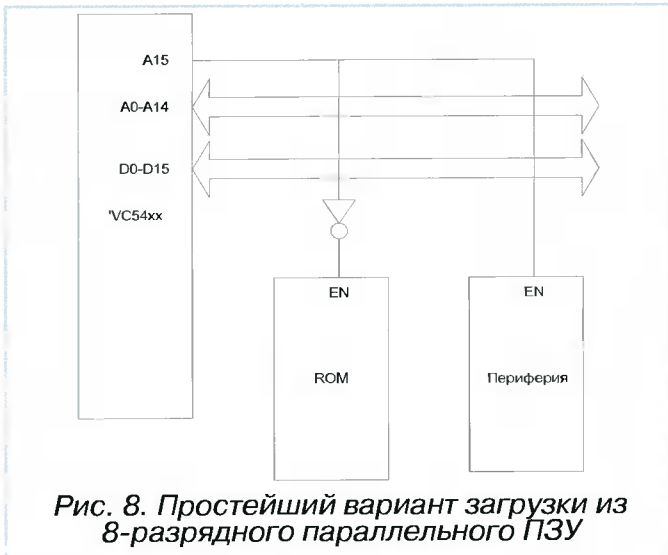 A15
A0-A14
D0-D15
'VC54xx
EN
EN
ROM
Периферия
Рис. 8. Простейший вариант загрузки из
8-разрядного параллельного ПЗУ